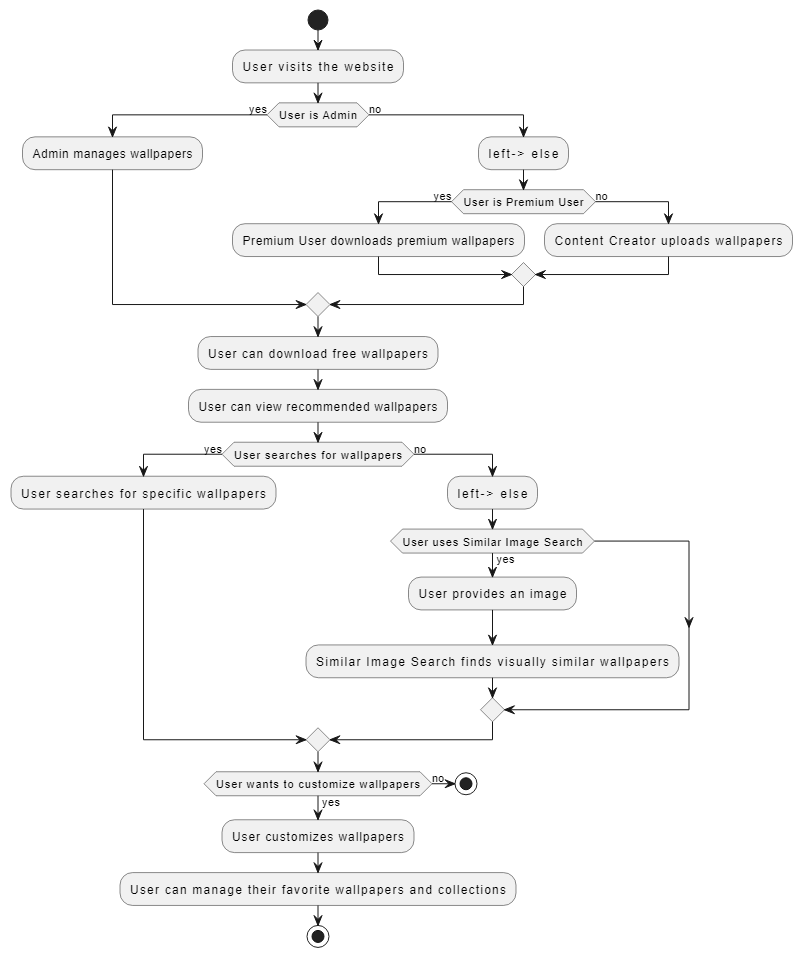 User visits the website
yes
User is Admin
no
Admin manages wallpapers
left-> else
yes
User is Premium User
no
Premium User downloads premium wallpapers
Content Creator uploads wallpapers
User can download free wallpapers
User can view recommended wallpapers
yes
User searches for wallpapers
no
User searches for specific wallpapers
left-> else
User uses Similar Image Search
yes
User provides an image
Similar Image Search finds visually similar wallpapers
User wants to customize wallpapers
no
yes
User customizes wallpapers
User can manage their favorite wallpapers and collections